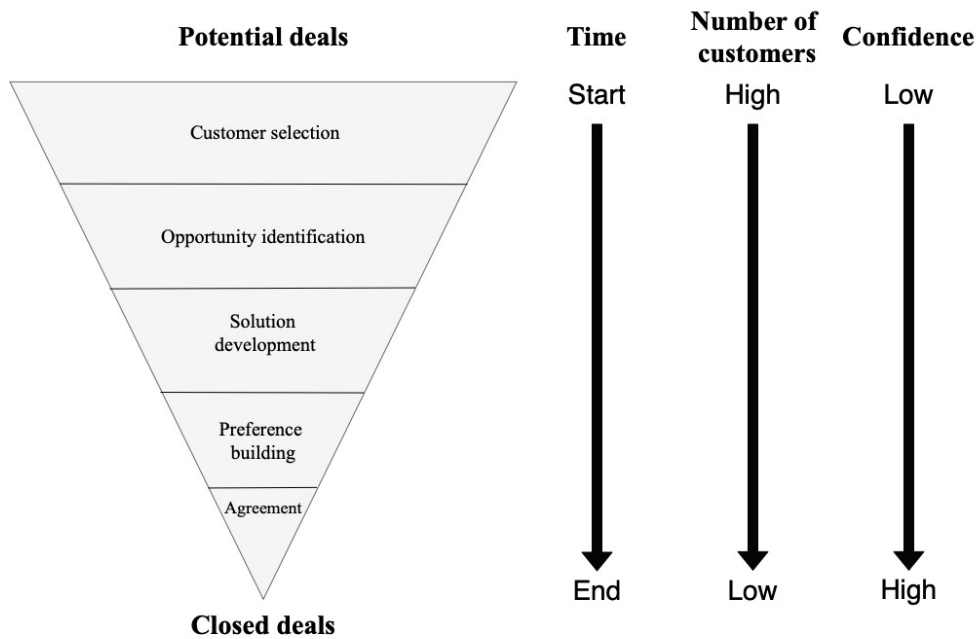 Potential deals
Time
Number of
customers
Confidence
Start
High
Low
Customer selection
Opportunity identification
Solution
development
Preference
building
Agreement
End
Low
High
Closed deals